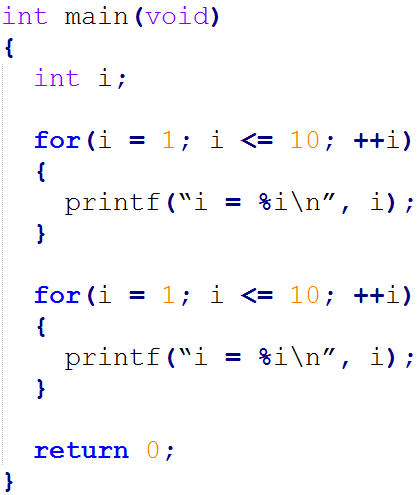 int main(void)
{
int i;
for(i = 1; i <= 10; ++i)
{
printf(“i = %i\n”, i);
}
for(i = 1; i <= 10; ++i)
{
printf(“i = %i\n”, i);
}
return 0;
}